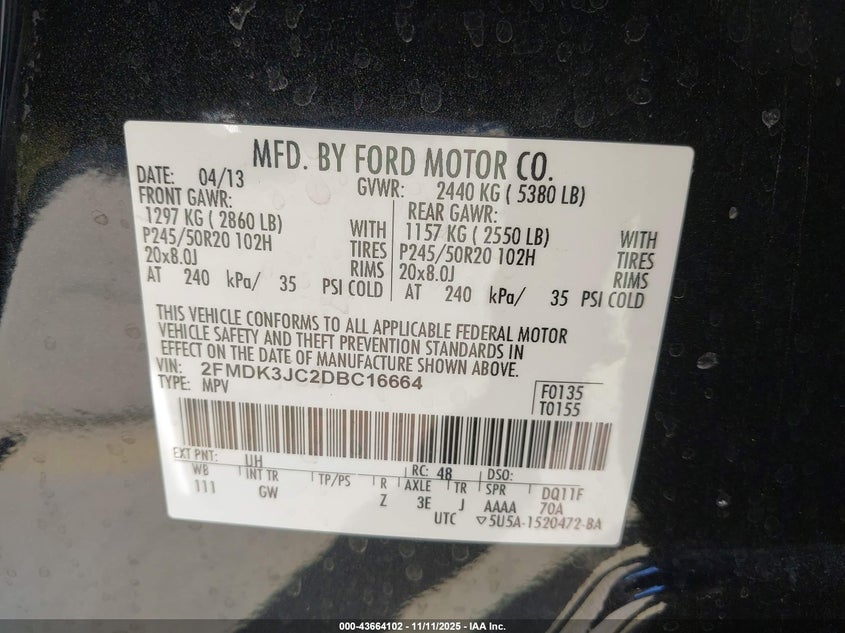 MFD. BY FORD MOTOR CO.
DATE: 04/13 GVWR: 2440 KG ( 5380 LB)
FRONT GAWR: REAR GAWR:
1297 KG ( 2860 LB) WITH 1157 KG ( 2550 LB) WITH
P245/50R20 102H TIRES P245/50R20 102H TIRES
20x8.0J RIMS 20x8.0J RIMS
AT 240 kPa/ 35 PSI COLD AT 240 kPa/ 35 PSI COLD
THIS VEHICLE CONFORMS TO ALL APPLICABLE FEDERAL MOTOR
VEHICLE SAFETY AND THEFT PREVENTION STANDARDS IN
EFFECT ON THE DATE OF MANUFACTURE SHOWN ABOVE.
VIN: 2FMDK3JC2DBC16664 F0135
TYPE: MPV T0155
EXT PNT: UH RC: 48 DSO:
WB INT TR TP/PS R AXLE TR SPR DQ11F
111 GW Z 3E J AAAA 70A
UTC ▽5U5A-1520472-BA
000-43664102 - 11/11/2025 - IAA Inc.